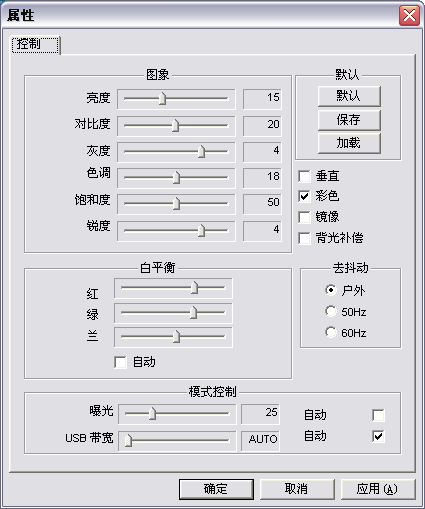 属性
控制
图象
亮度 15
对比度 20
灰度 4
色调 18
饱和度 50
锐度 4
默认
默认
保存
加载
垂直
彩色
镜像
背光补偿
白平衡
红
绿
兰
自动
去抖动
户外
50Hz
60Hz
模式控制
曝光 25 自动
USB 带宽 AUTO 自动
确定 取消 应用(A)